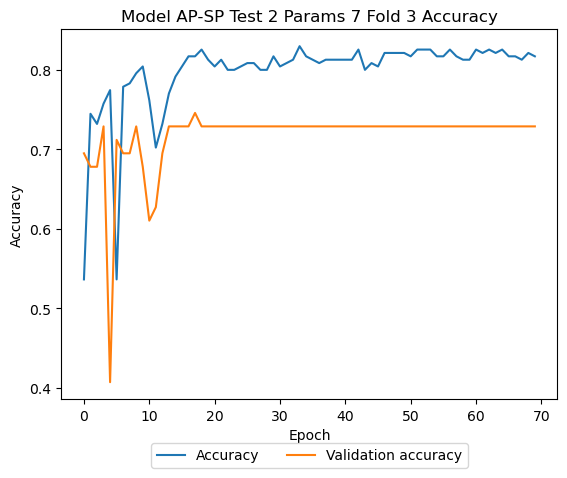 Model AP-SP Test 2 Params 7 Fold 3 Accuracy
Accuracy
0.8
0.7
0.6
0.5
0.4
0 10 20 30 40 50 60 70
Epoch
Accuracy Validation accuracy